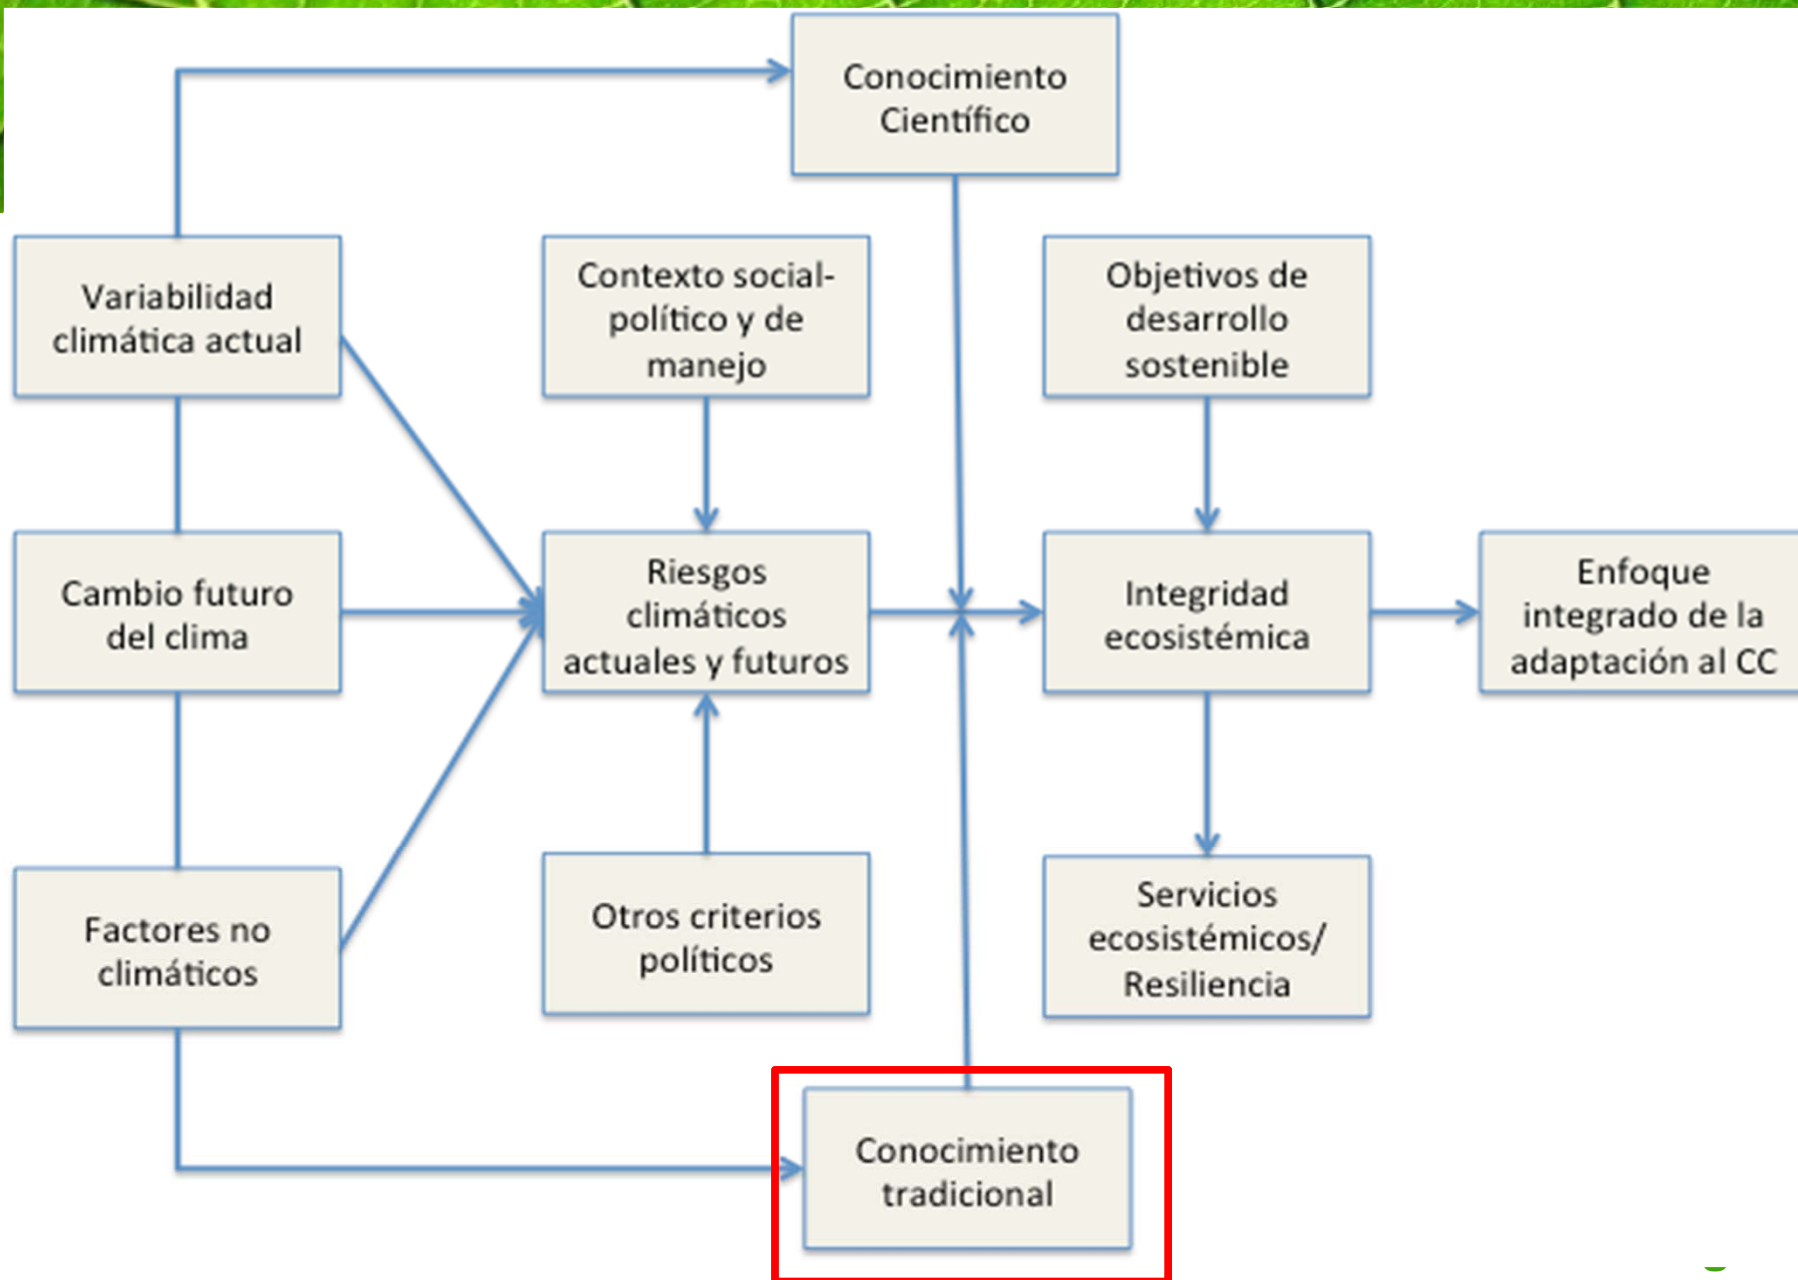 Conocimiento
Científico
Variabilidad
climática actual
Contexto social-
político y de
manejo
Objetivos de
desarrollo
sostenible
Cambio futuro
del clima
Riesgos
climáticos
actuales y futuros
Integridad
ecosistémica
Enfoque
integrado de la
adaptación al CC
Factores no
climáticos
Otros criterios
políticos
Servicios
ecosistémicos/
Resiliencia
Conocimiento
tradicional